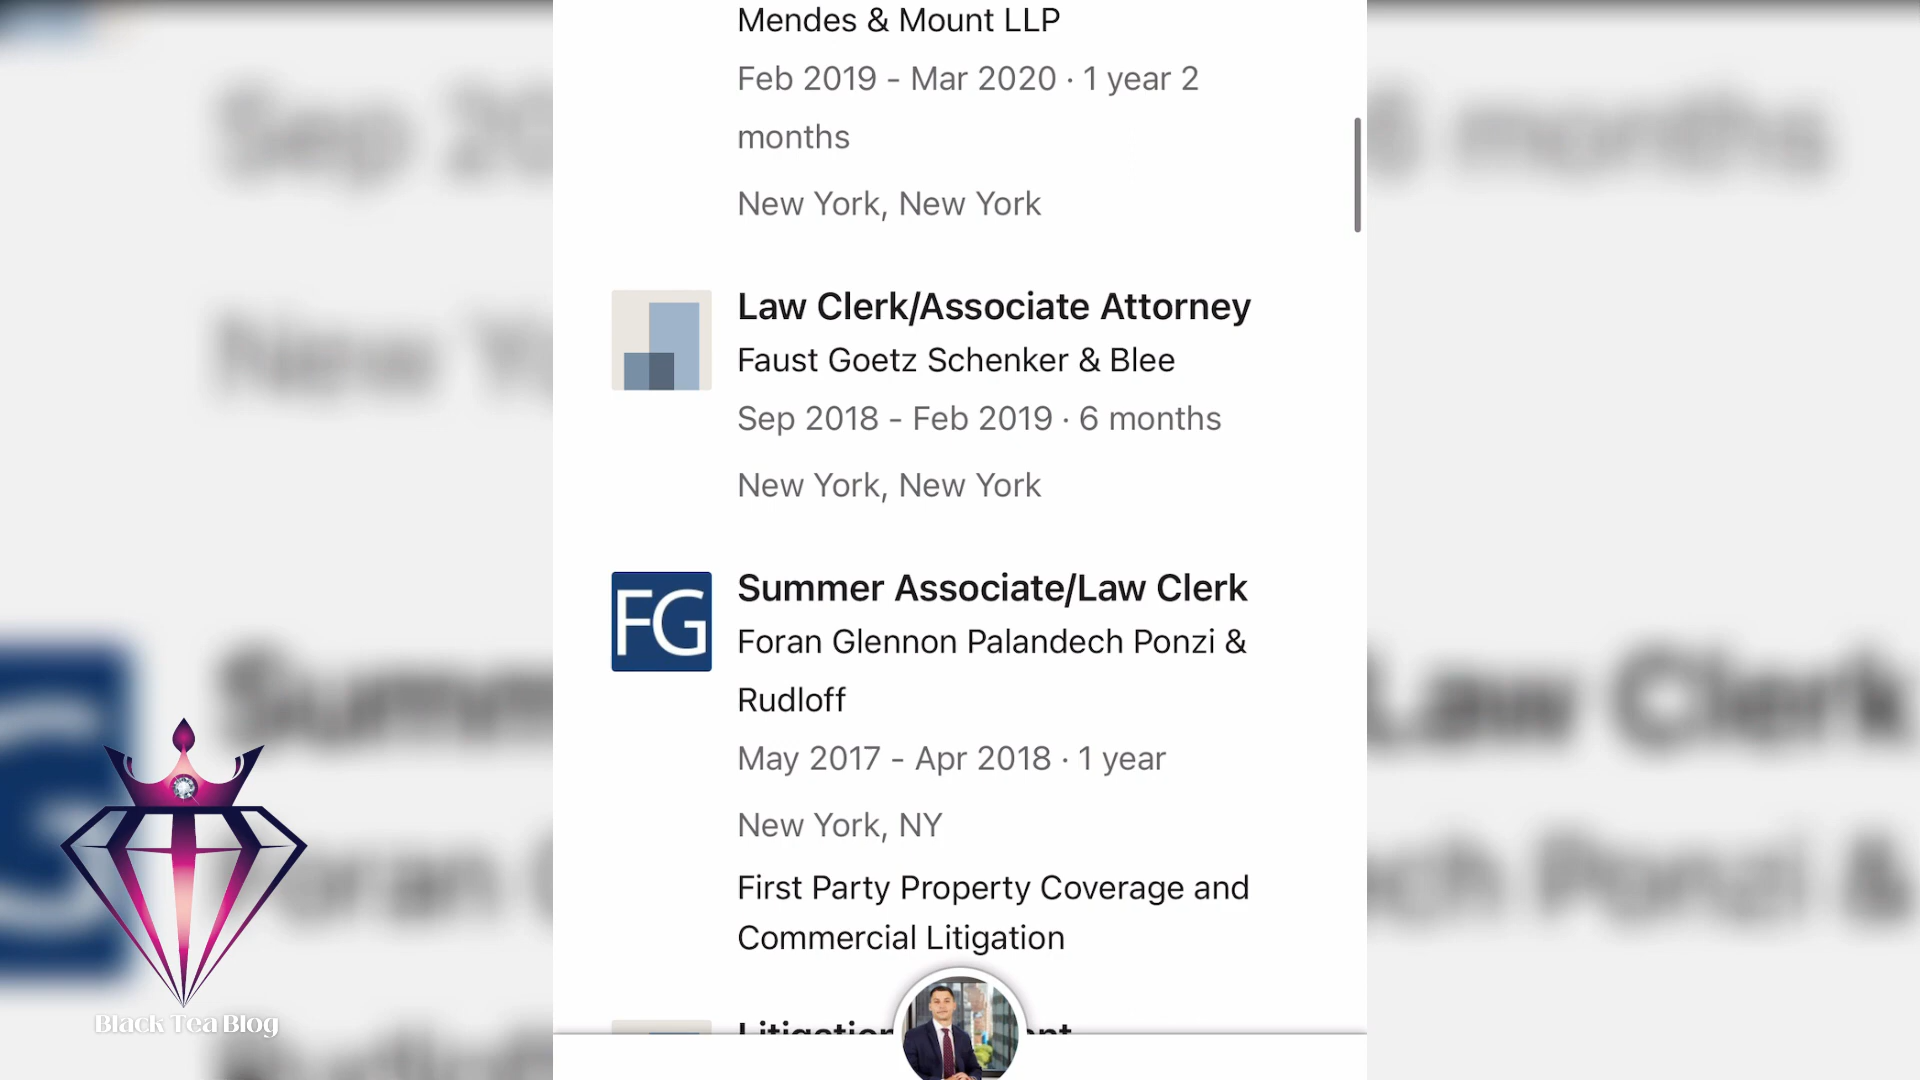 Mendes & Mount LLP
Feb 2019 - Mar 2020 · 1 year 2
months
New York, New York
Law Clerk/Associate Attorney
Faust Goetz Schenker & Blee
Sep 2018 - Feb 2019 · 6 months
New York, New York
FG
Summer Associate/Law Clerk
Foran Glennon Palandech Ponzi &
Rudloff
May 2017 - Apr 2018 · 1 year
New York, NY
First Party Property Coverage and
Commercial Litigation
Black Tea Blog